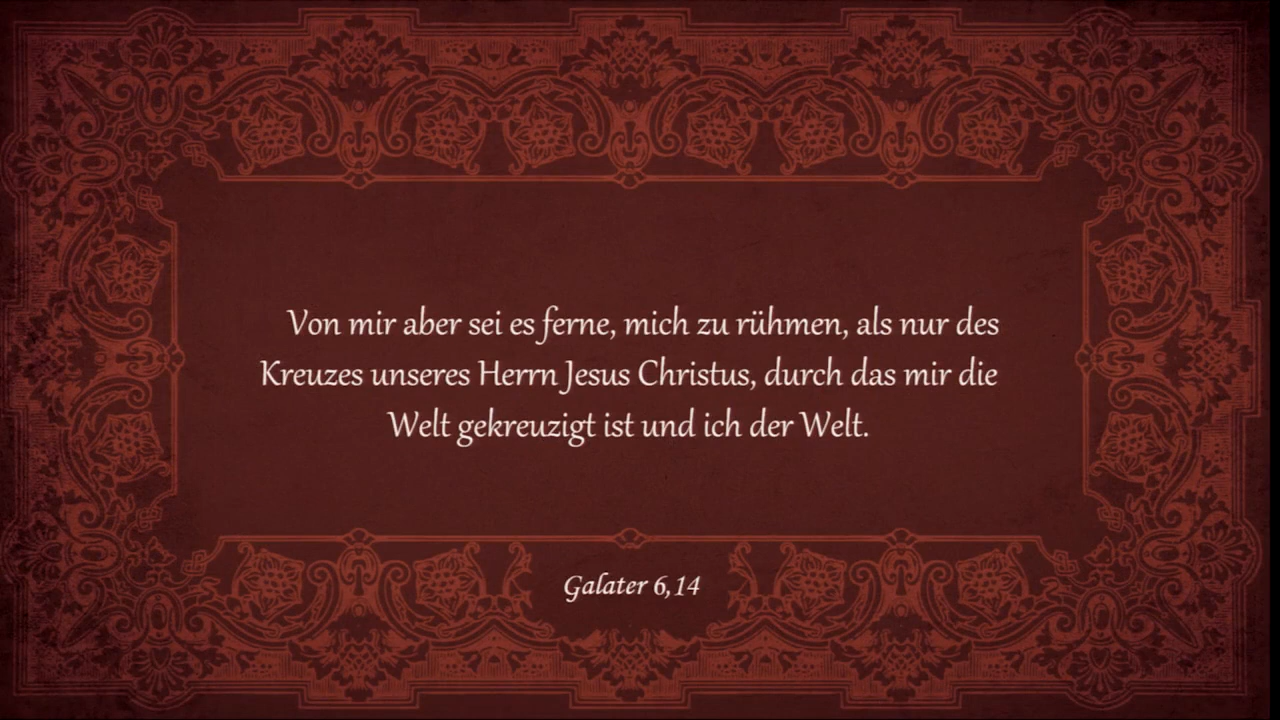 Von mir aber sei es ferne, mich zu rühmen, als nur des
Kreuzes unseres Herrn Jesus Christus, durch das mir die
Welt gekreuzigt ist und ich der Welt.
Galater 6,14